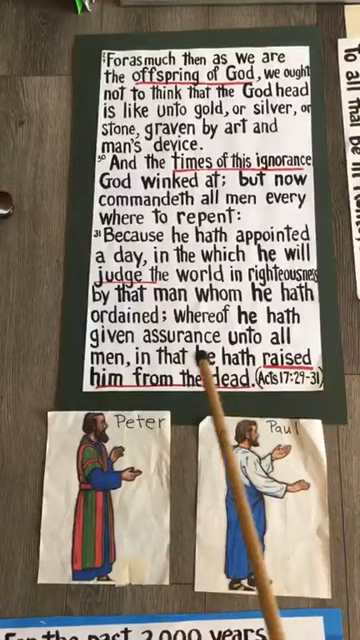 29 Forasmuch then as we are
the offspring of God, we ought
not to think that the God head
is like unto gold, or silver, or
stone, graven by art and
man's device.
30 And the times of this ignorance
God winked at; but now
commandeth all men every
where to repent:
31 Because he hath appointed
a day, in the which he will
judge the world in righteousness
by that man whom he hath
ordained; whereof he hath
given assurance unto all
men, in that he hath raised
him from the dead. (Acts 17:29-31)
Peter
Paul
For the past 2,000 years
to all that be in